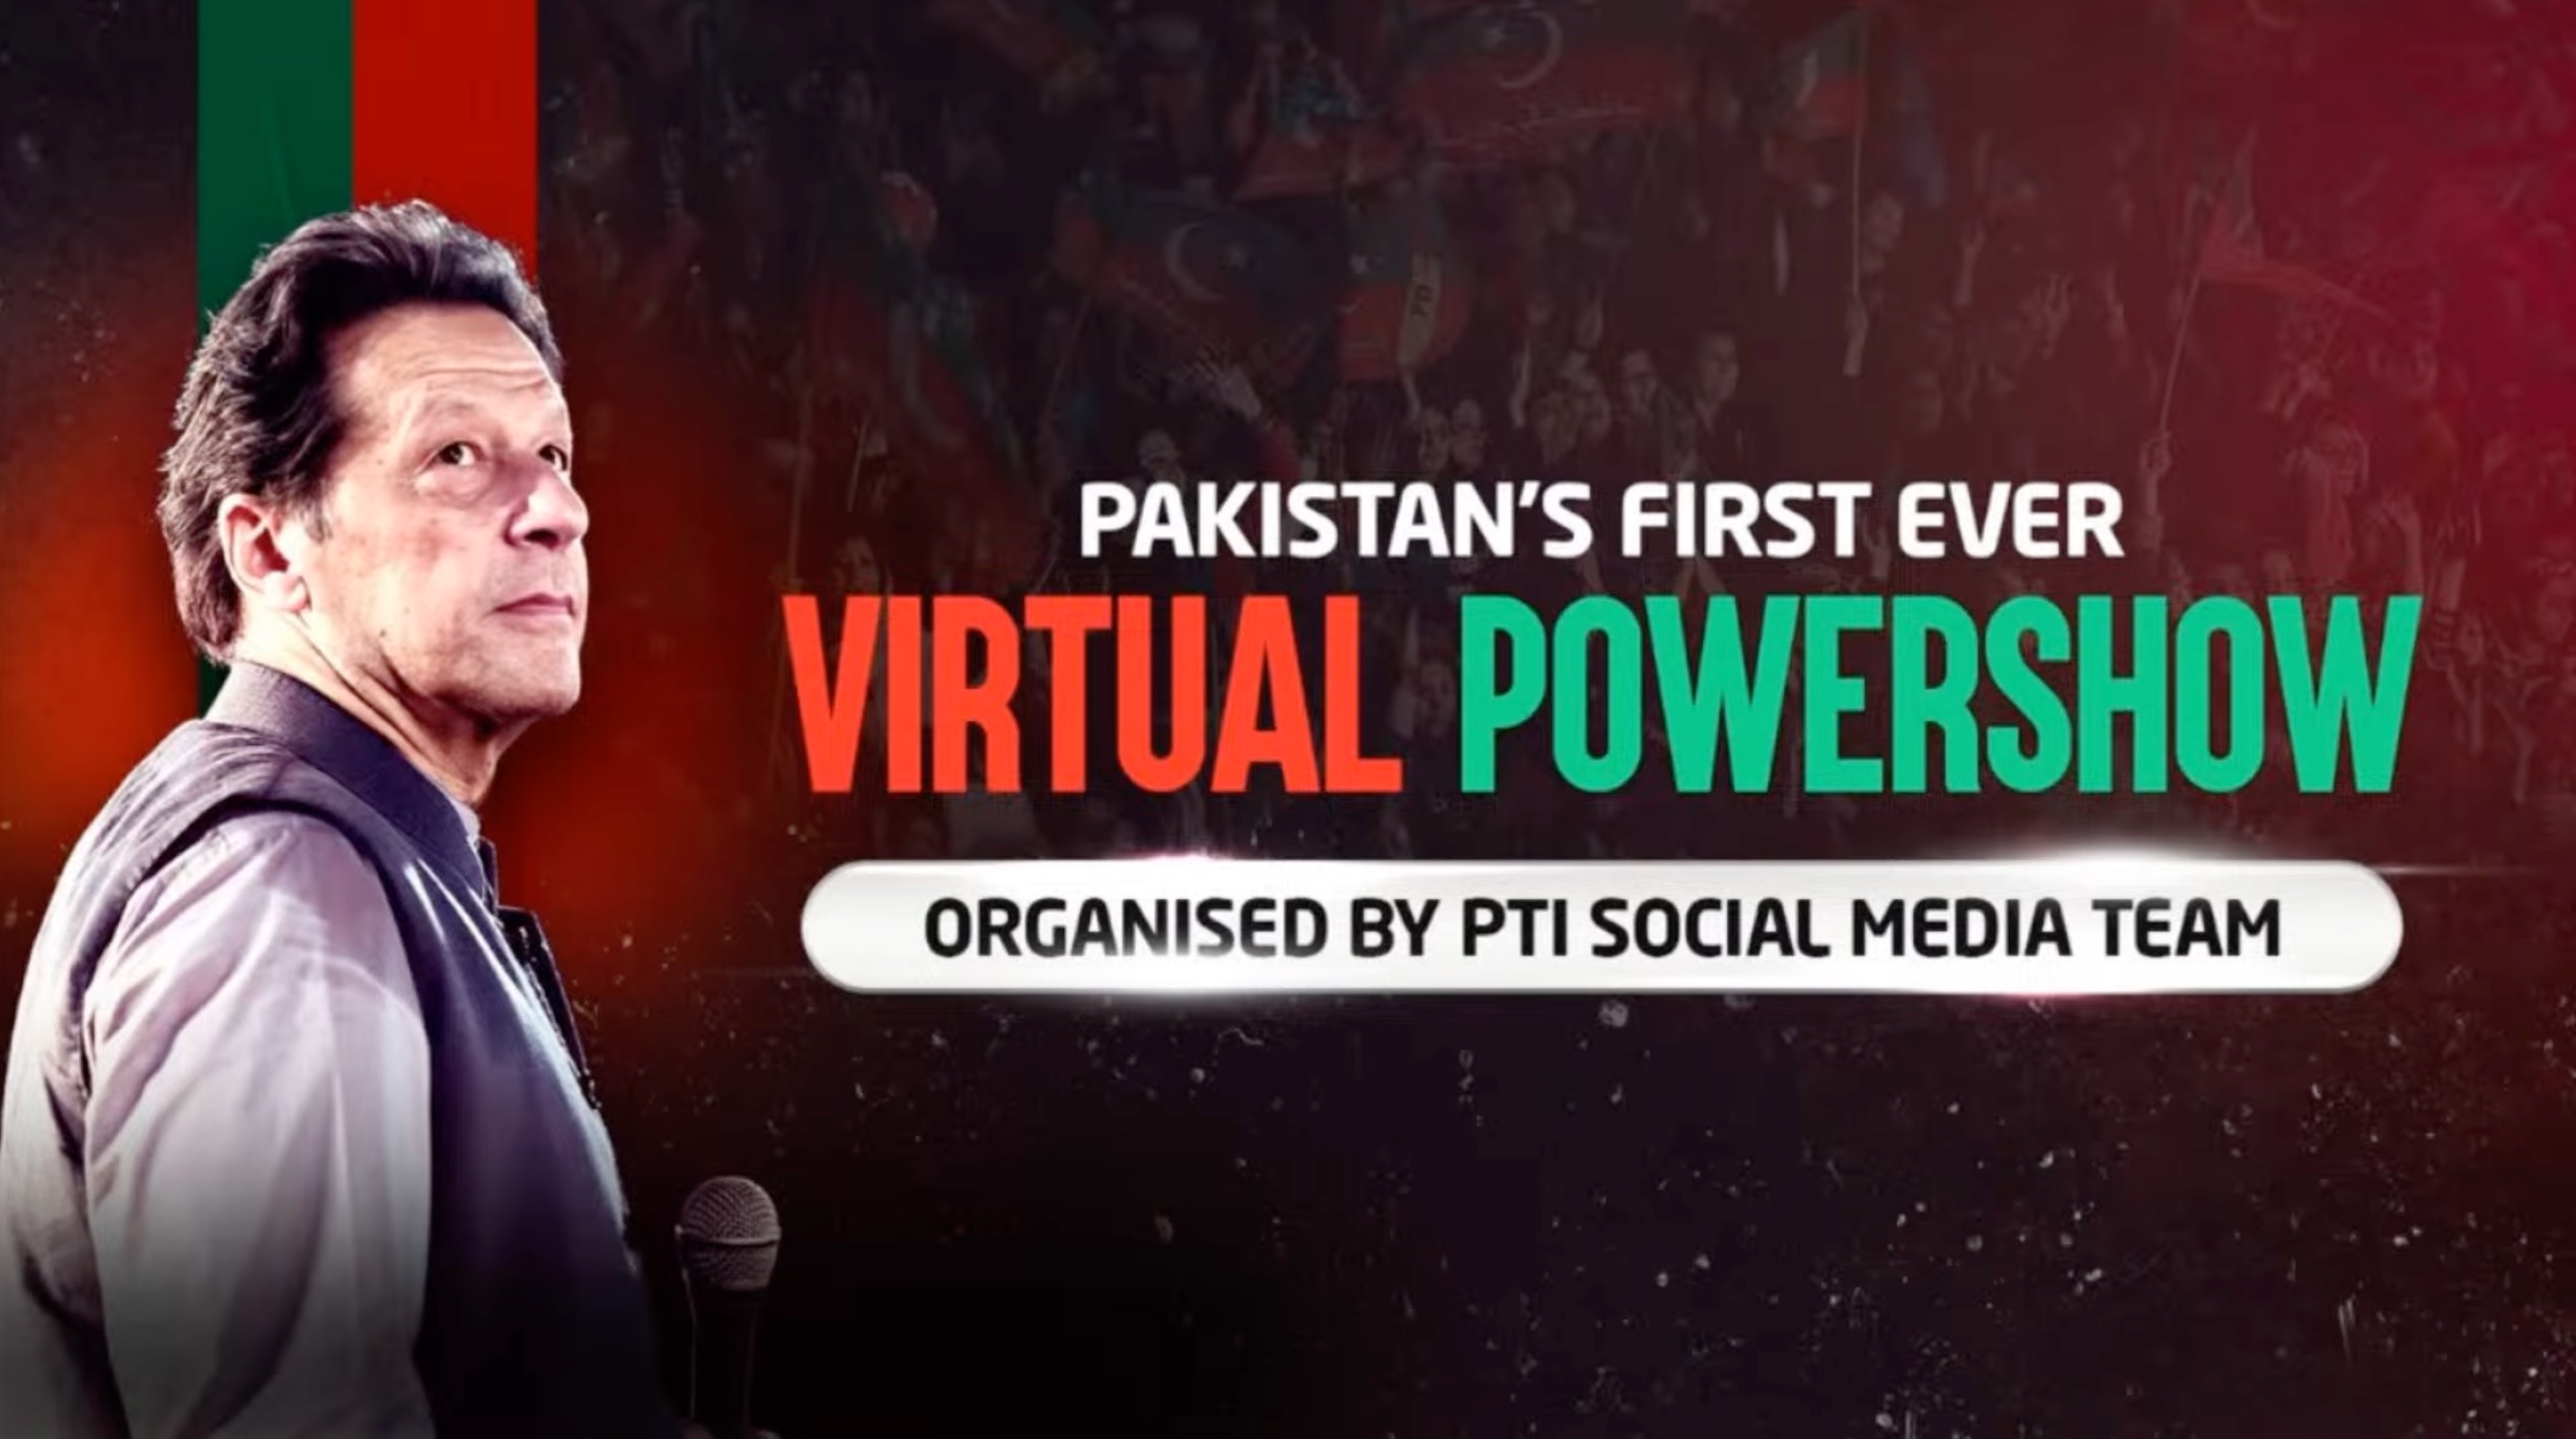 PAKISTAN'S FIRST EVER
VIRTUAL POWERSHOW
ORGANISED BY PTI SOCIAL MEDIA TEAM